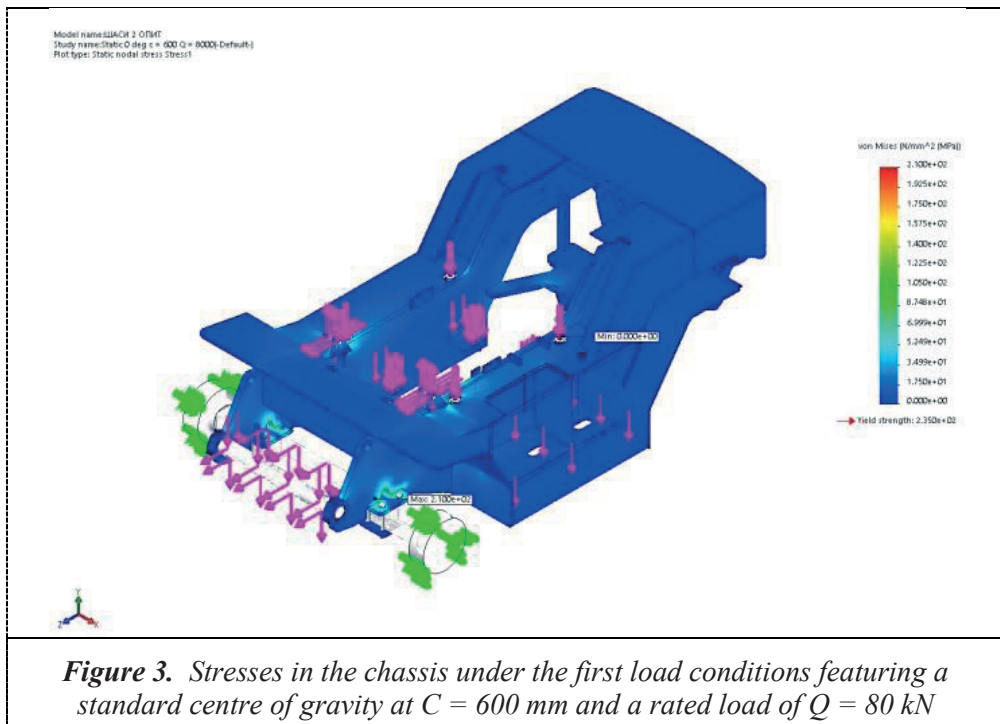 Model name:ШАСИ 2 ОПИТ
Study name:Static 0 deg c = 600 Q = 8000(-Default-)
Plot type: Static nodal stress Stress1
von Mises (N/mm^2 (MPa))
2.100e+02
1.925e+02
1.750e+02
1.575e+02
1.400e+02
1.225e+02
1.050e+02
8.748e+01
6.999e+01
5.249e+01
3.499e+01
1.750e+01
0.000e+00
Yield strength: 2.350e+02
Min: 0.000e+00
Max: 2.100e+02
Y
Z
X
Figure 3. Stresses in the chassis under the first load conditions featuring a
standard centre of gravity at C = 600 mm and a rated load of Q = 80 kN